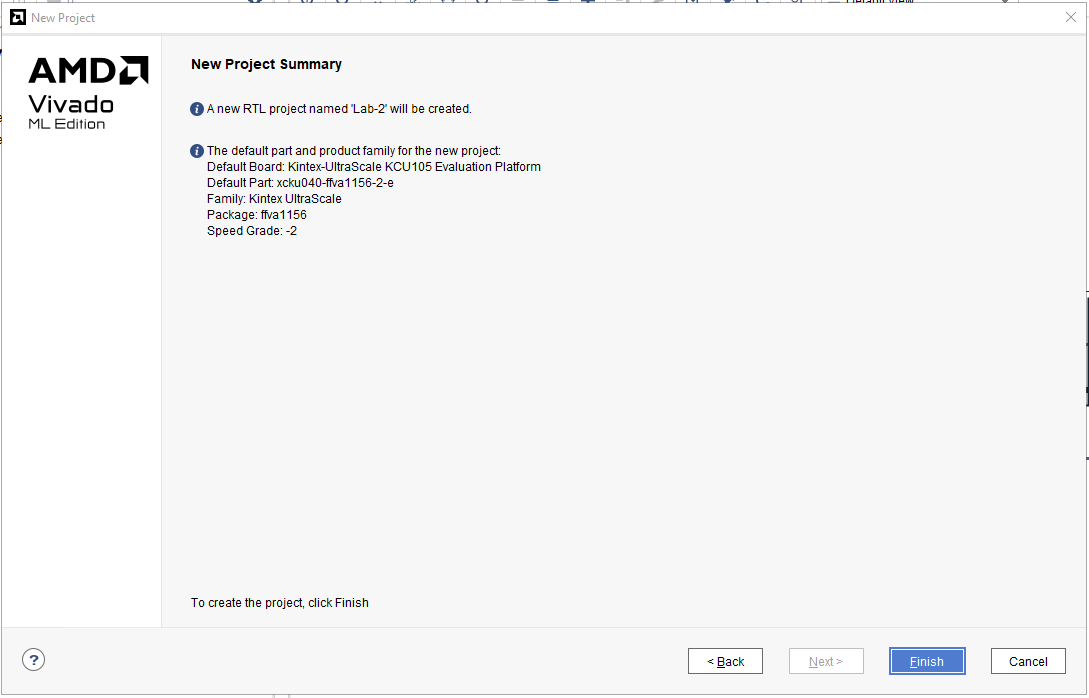 New Project
AMD
Vivado
ML Edition
New Project Summary
A new RTL project named 'Lab-2' will be created.
The default part and product family for the new project:
Default Board: Kintex-UltraScale KCU105 Evaluation Platform
Default Part: xcku040-ffva1156-2-e
Family: Kintex UltraScale
Package: ffva1156
Speed Grade: -2
To create the project, click Finish
?
< Back
Next >
Finish
Cancel